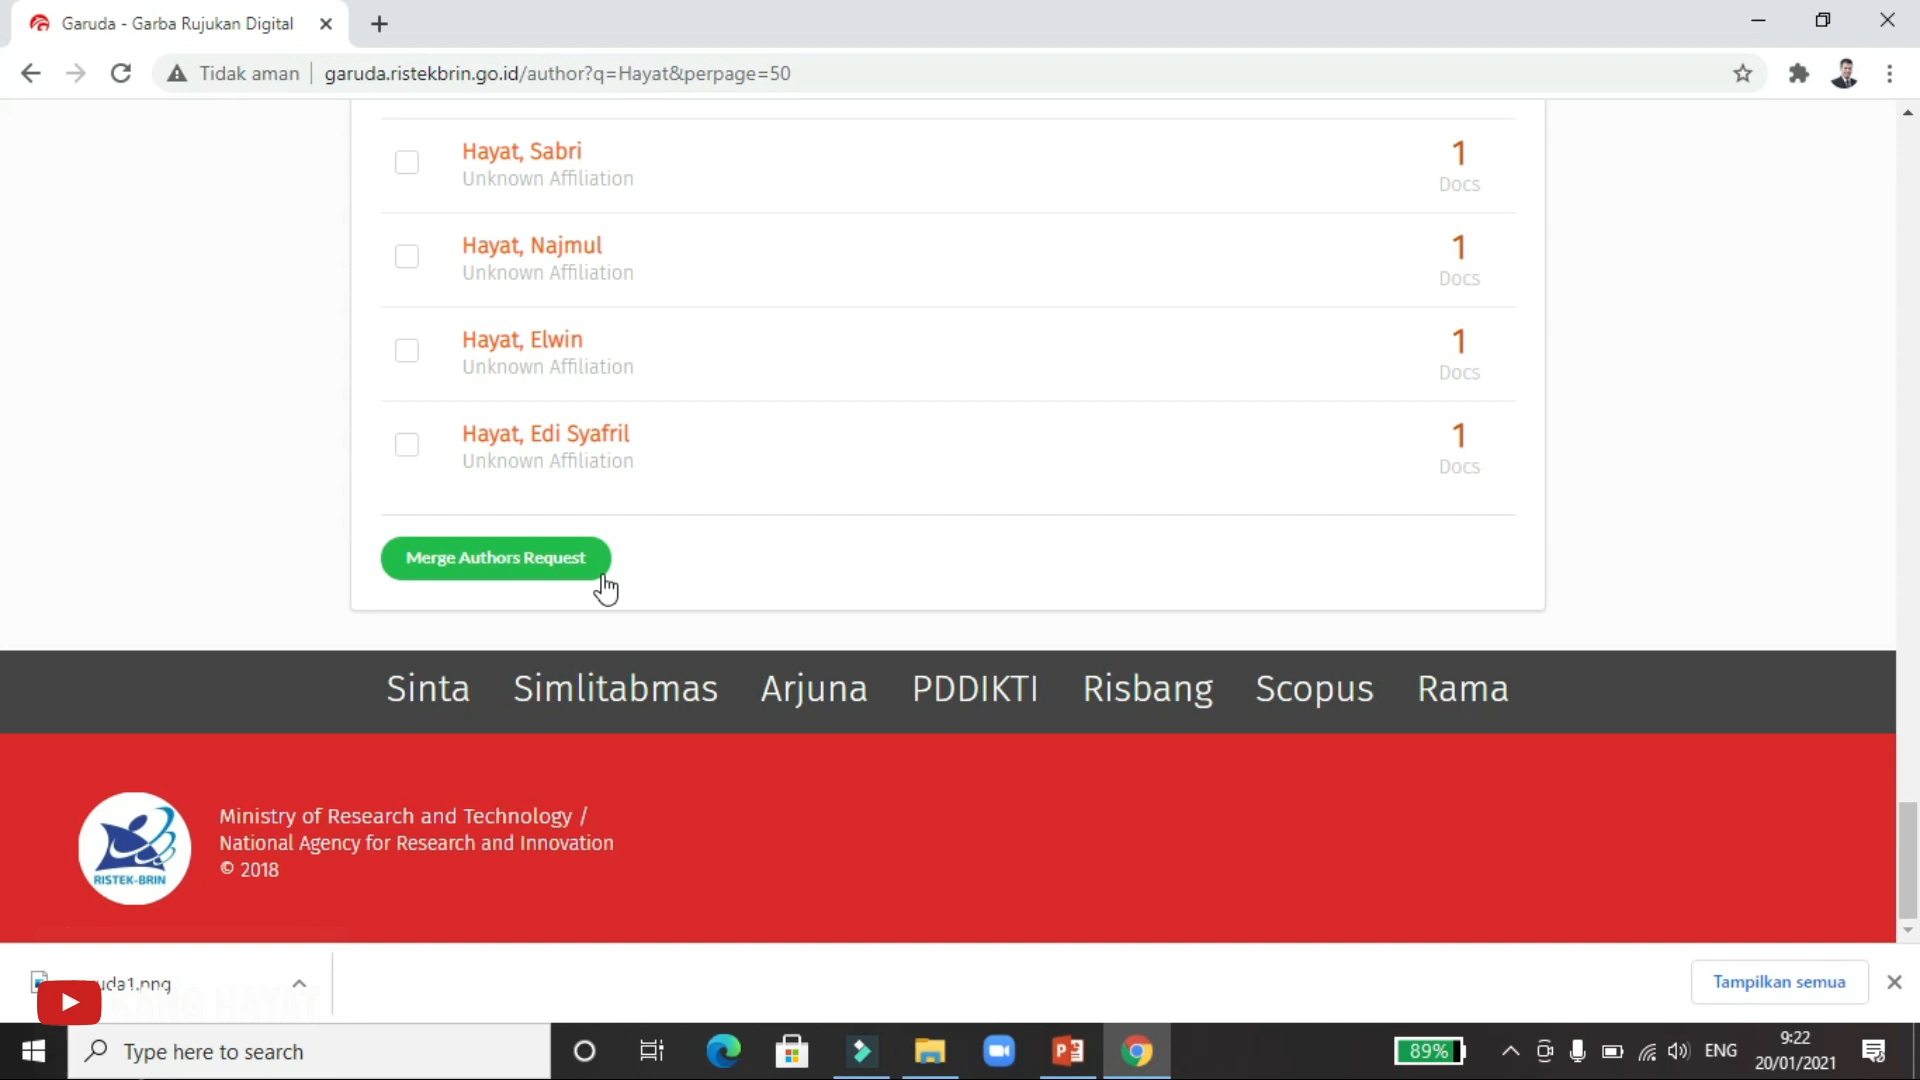 Garuda - Garba Rujukan Digital
Tidak aman
garuda.ristekbrin.go.id/author?q=Hayat&perpage=50
Hayat, Sabri
Unknown Affiliation
1
Docs
Hayat, Najmul
Unknown Affiliation
1
Docs
Hayat, Elwin
Unknown Affiliation
1
Docs
Hayat, Edi Syafril
Unknown Affiliation
1
Docs
Merge Authors Request
Sinta Simlitabmas Arjuna PDDIKTI Risbang Scopus Rama
RISTEK-BRIN
Ministry of Research and Technology /
National Agency for Research and Innovation
© 2018
uda1.png
KANG HAYAT
Tampilkan semua
Type here to search
89%
ENG
9:22
20/01/2021